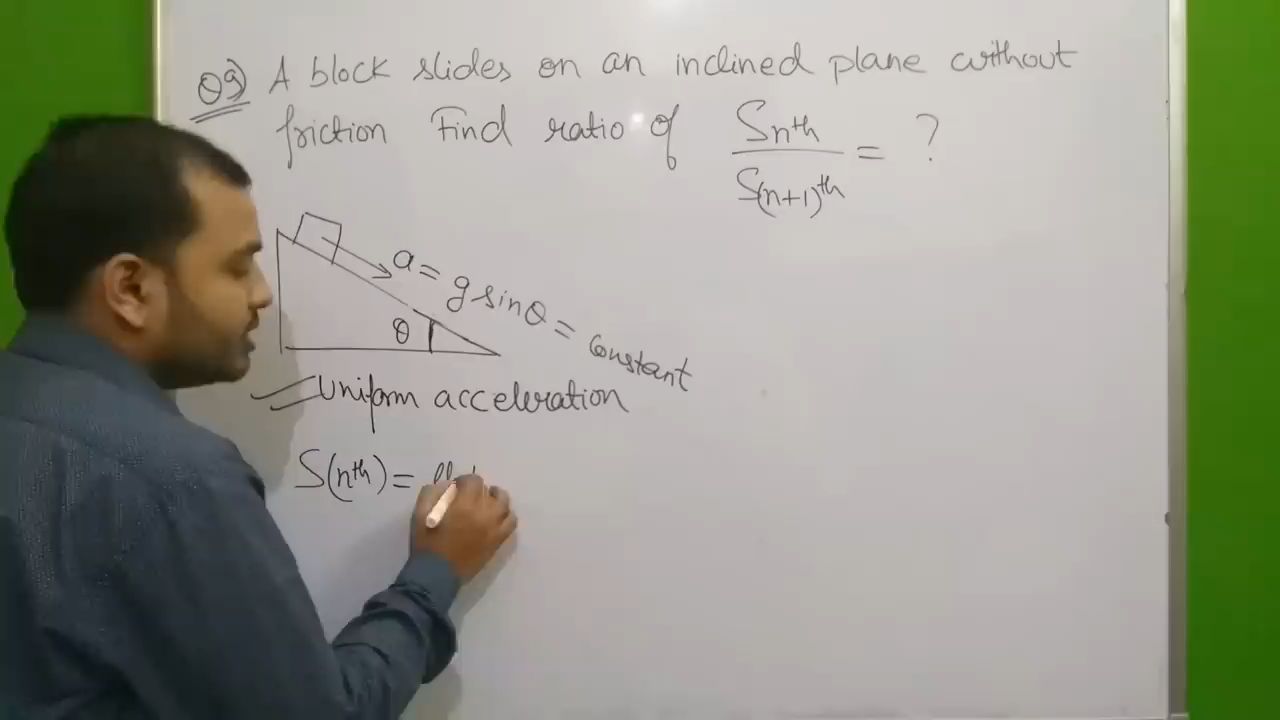 Q9) A block slides on an inclined plane without
friction Find ratio of Snth / S(n+1)th = ?
a = g sinθ = constant
θ
Uniform acceleration
S(nth) = u